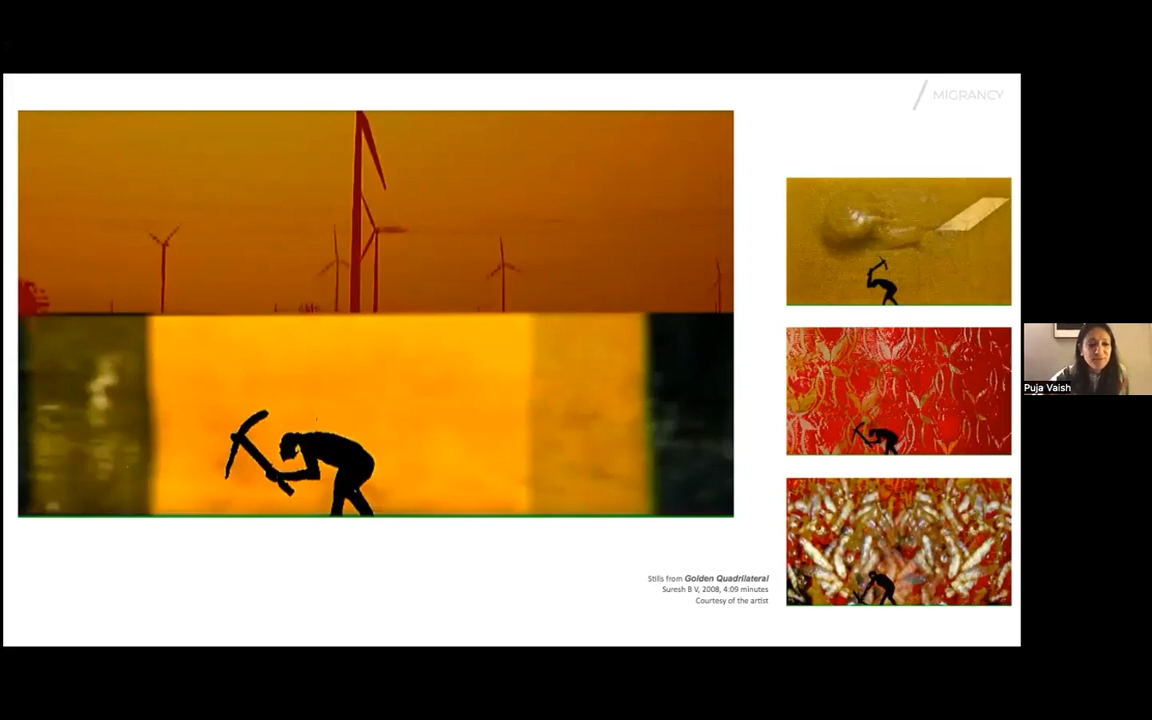 MIGRANCY
Stills from Golden Quadrilateral
Suresh B V, 2008, 4:09 minutes
Courtesy of the artist
Puja Vaish